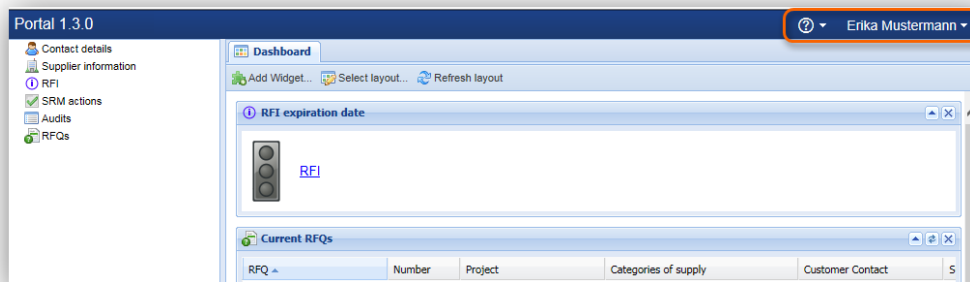 Portal 1.3.0
Erika Mustermann
Contact details
Supplier information
RFI
SRM actions
Audits
RFQs
Dashboard
Add Widget... Select layout... Refresh layout
RFI expiration date
RFI
Current RFQs
RFQ Number Project Categories of supply Customer Contact S